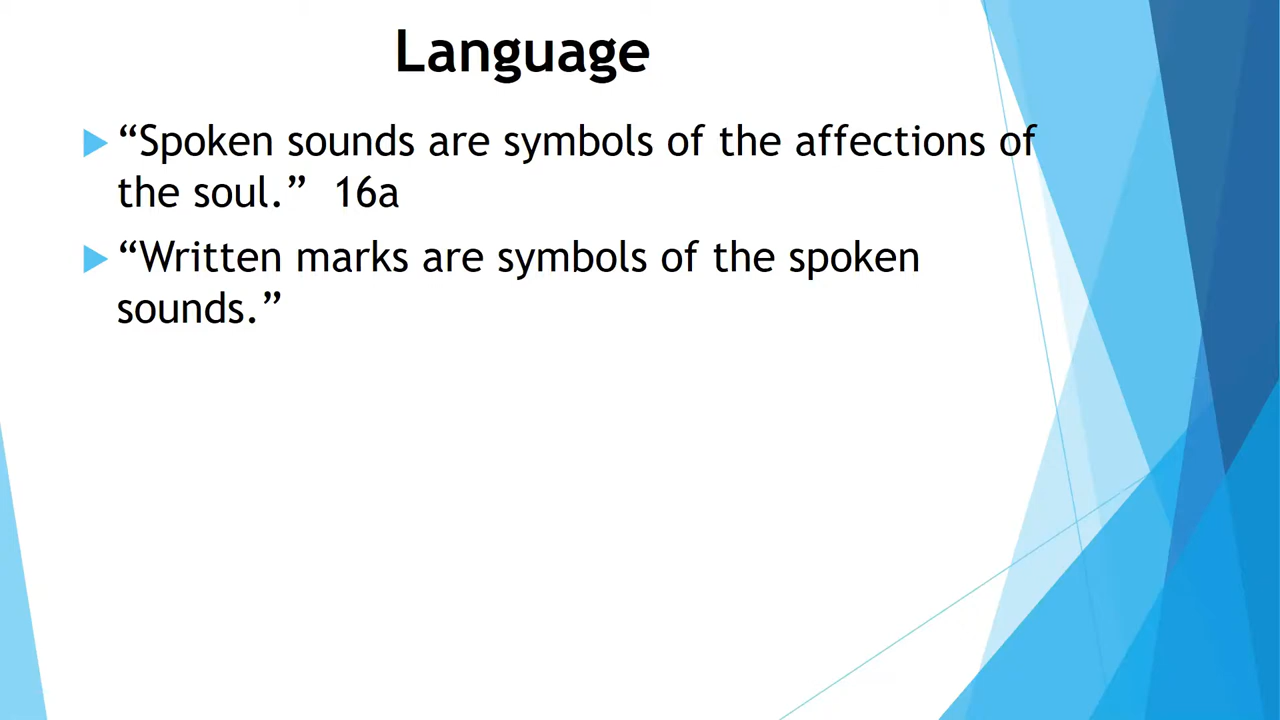 Language
“Spoken sounds are symbols of the affections of
the soul.”  16a
“Written marks are symbols of the spoken
sounds.”